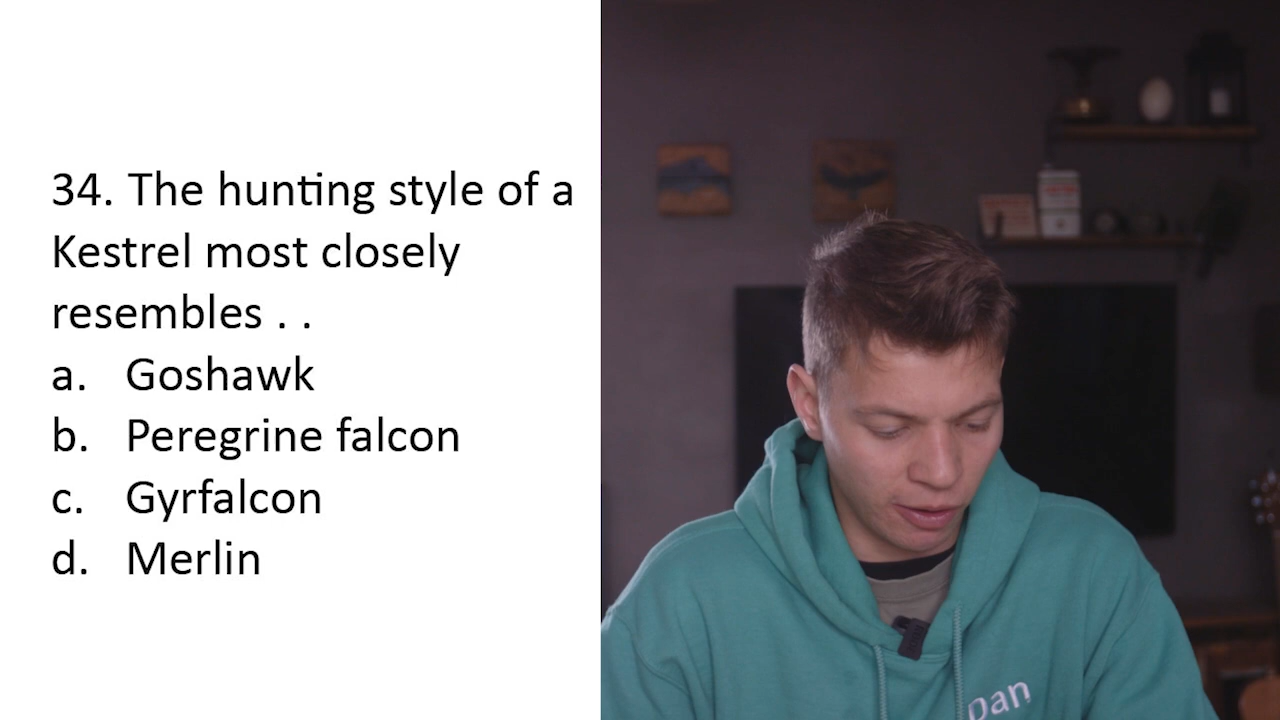 34. The hunting style of a
Kestrel most closely
resembles . .
a. Goshawk
b. Peregrine falcon
c. Gyrfalcon
d. Merlin
Dan